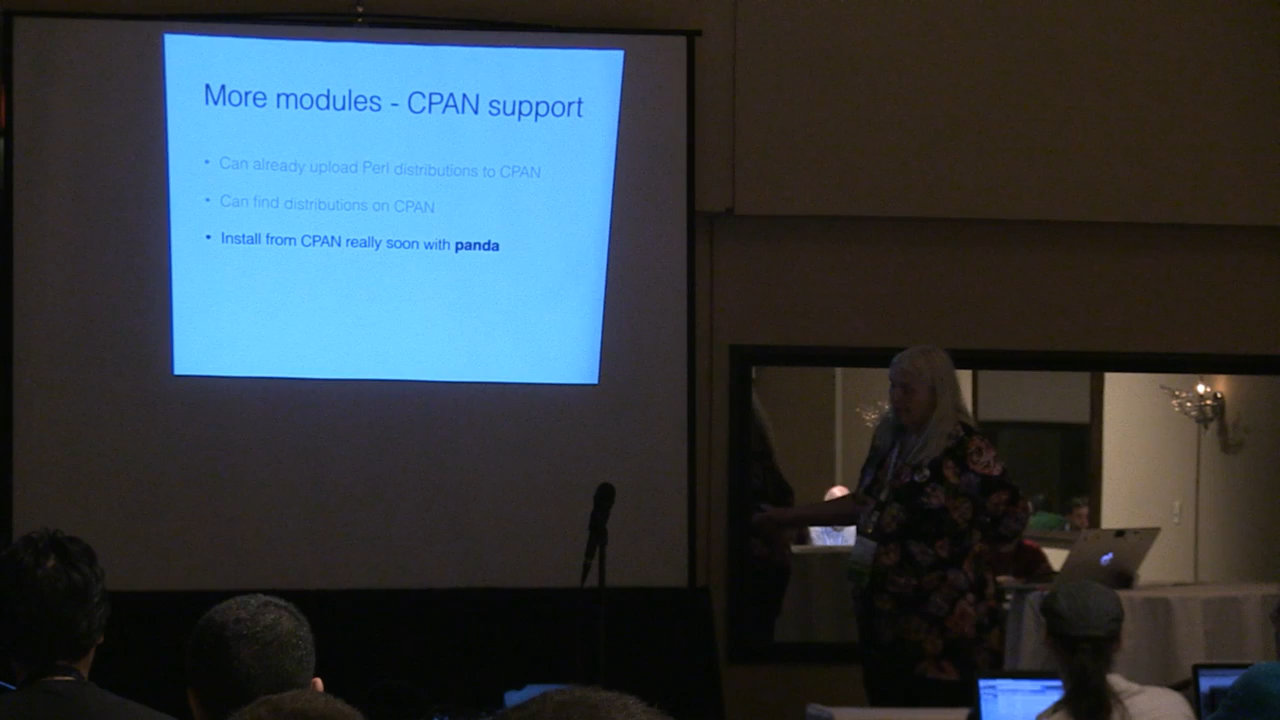 More modules - CPAN support
• Can already upload Perl distributions to CPAN
• Can find distributions on CPAN
• Install from CPAN really soon with panda